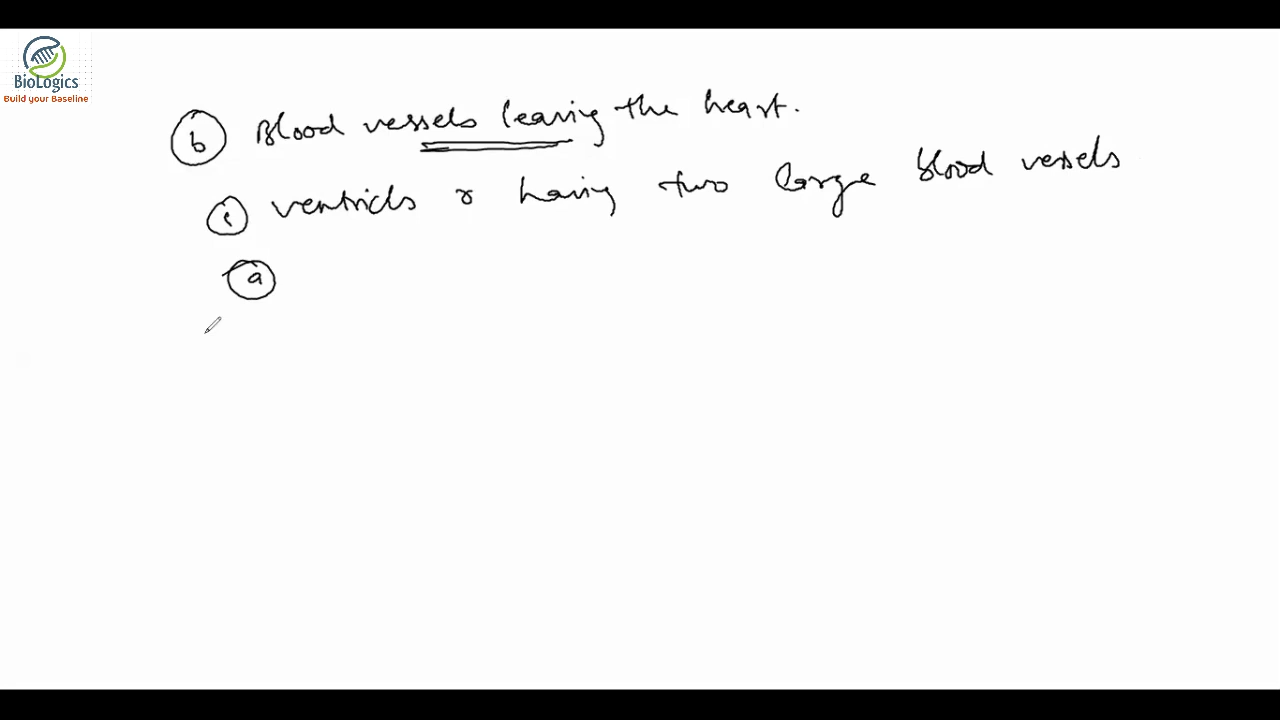 BioLogics
Build your Baseline
b Blood vessels leaving the heart.
i ventricls r having two large blood vessels
a